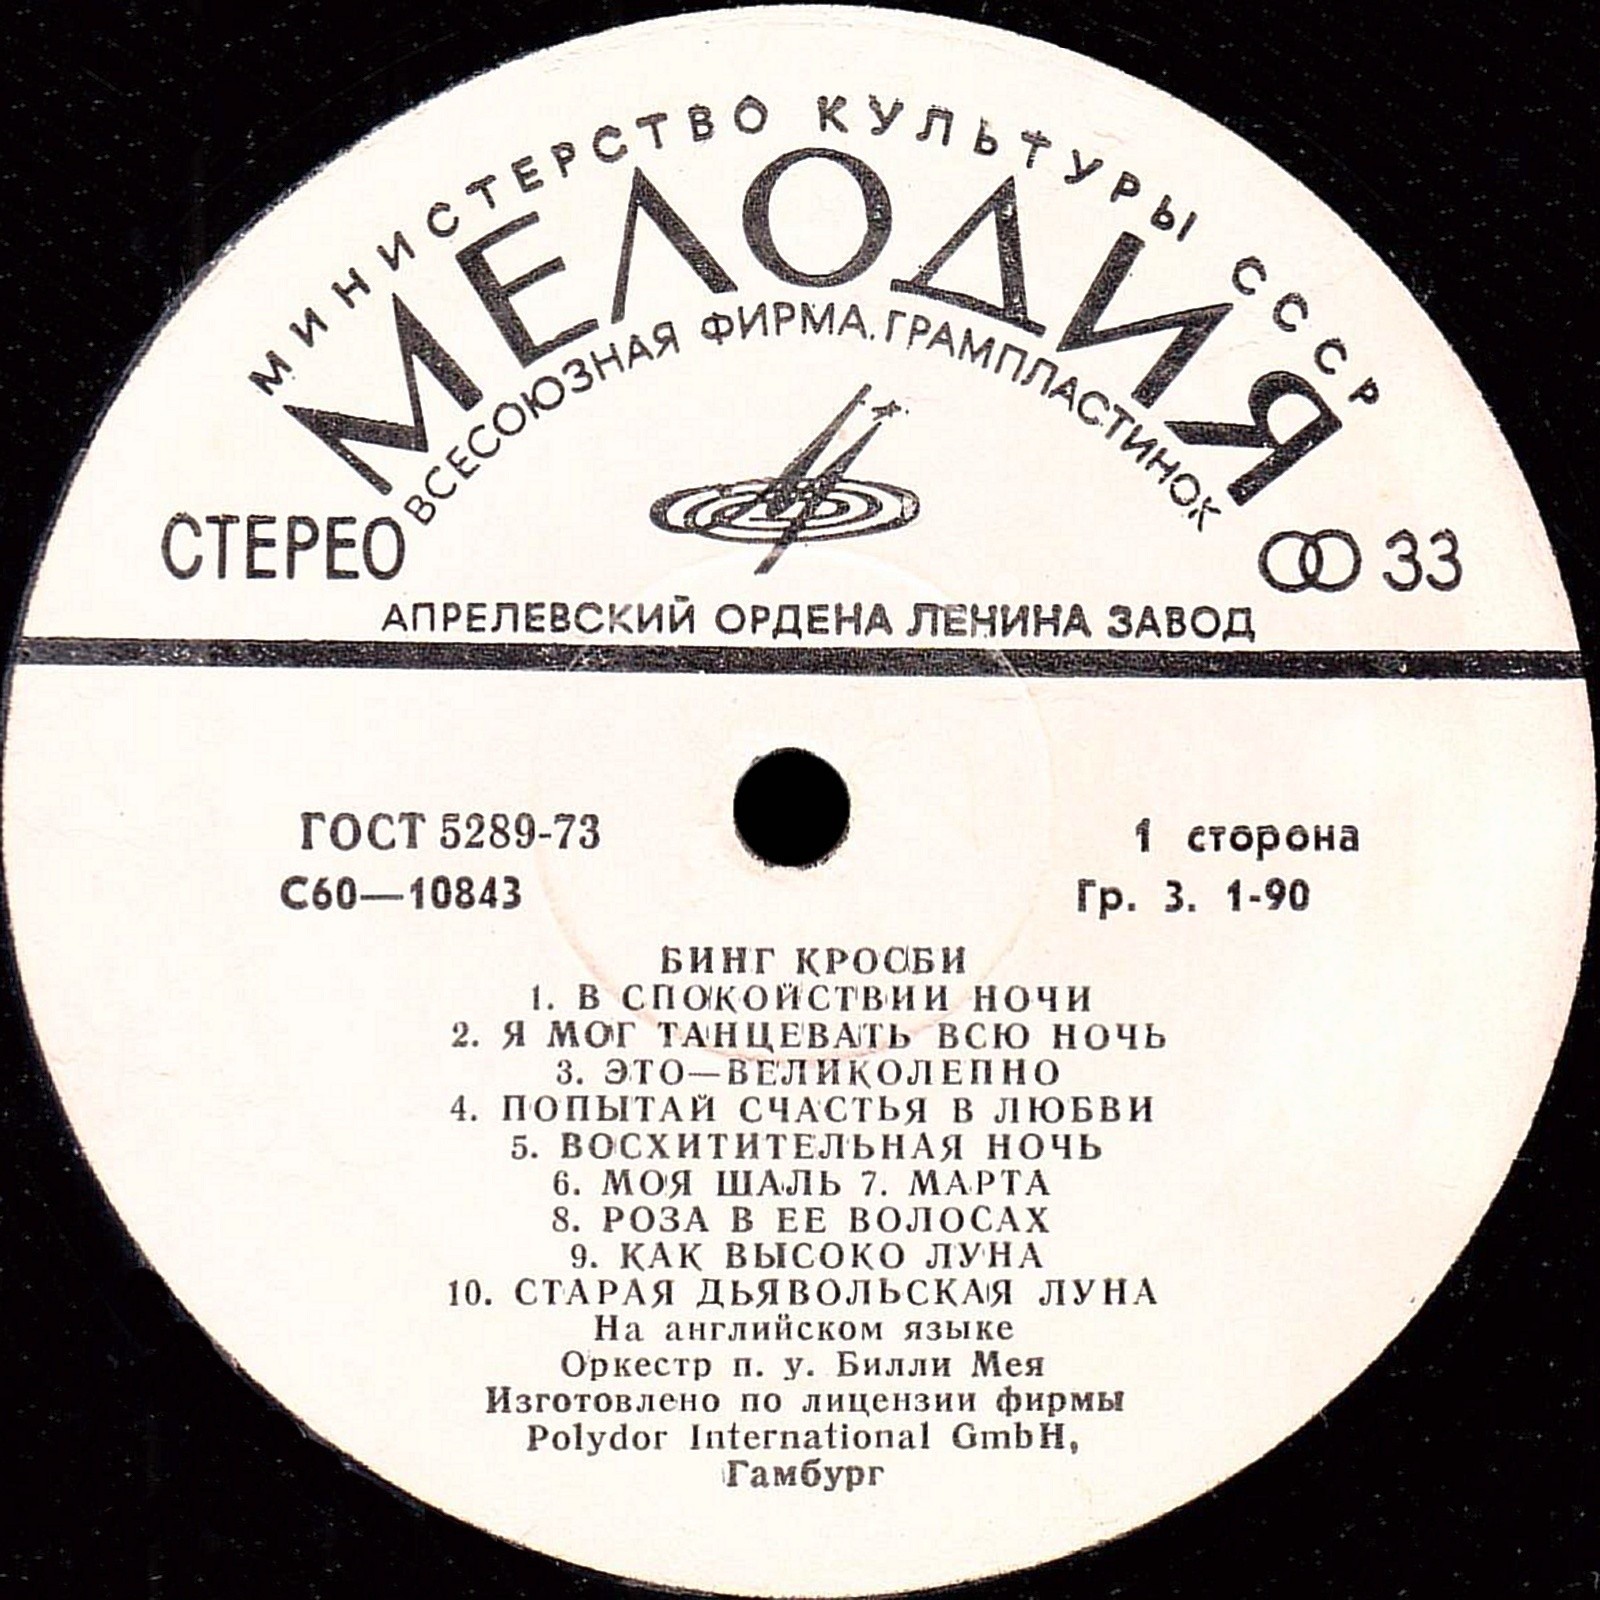 МИНИСТЕРСТВО КУЛЬТУРЫ СССР
МЕЛОДИЯ
ВСЕСОЮЗНАЯ ФИРМА ГРАМПЛАСТИНОК
СТЕРЕО
33
АПРЕЛЕВСКИЙ ОРДЕНА ЛЕНИНА ЗАВОД
ГОСТ 5289-73
1 сторона
С60—10843
Гр. 3. 1-90
БИНГ КРОСБИ
1. В СПОКОЙСТВИИ НОЧИ
2. Я МОГ ТАНЦЕВАТЬ ВСЮ НОЧЬ
3. ЭТО—ВЕЛИКОЛЕПНО
4. ПОПЫТАЙ СЧАСТЬЯ В ЛЮБВИ
5. ВОСХИТИТЕЛЬНАЯ НОЧЬ
6. МОЯ ШАЛЬ 7. МАРТА
8. РОЗА В ЕЕ ВОЛОСАХ
9. КАК ВЫСОКО ЛУНА
10. СТАРАЯ ДЬЯВОЛЬСКАЯ ЛУНА
На английском языке
Оркестр п. у. Билли Мея
Изготовлено по лицензии фирмы
Polydor International GmbH,
Гамбург